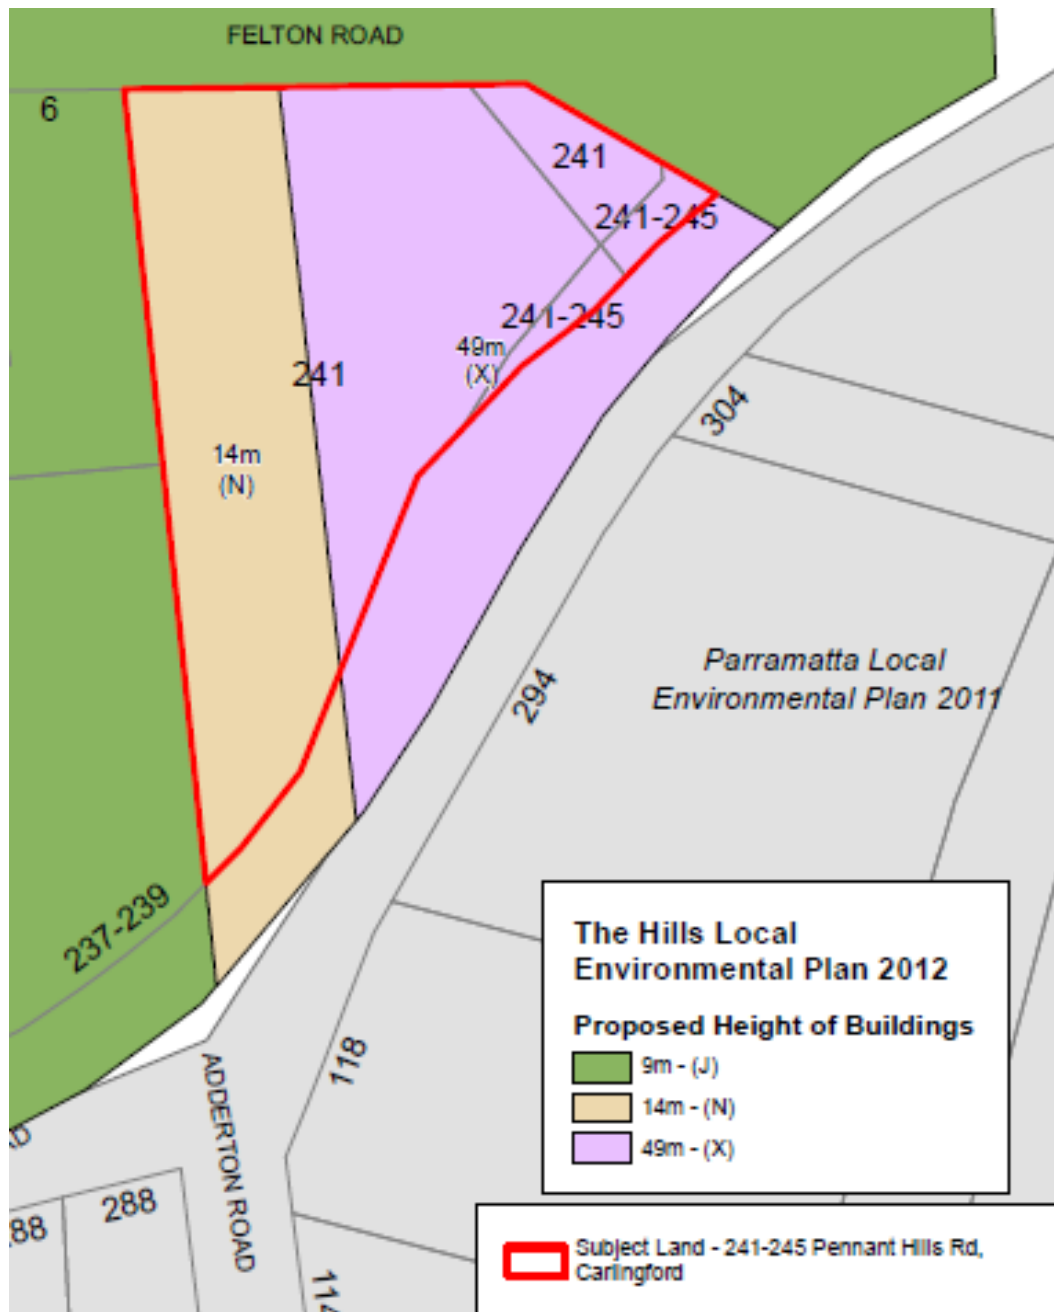 FELTON ROAD
6
241
241-245
241-245
49m
(X)
241
304
14m
(N)
294
Parramatta Local
Environmental Plan 2011
237-239
The Hills Local
Environmental Plan 2012
Proposed Height of Buildings
9m - (J)
14m - (N)
49m - (X)
118
ADDERTON ROAD
288
Subject Land - 241-245 Pennant Hills Rd,
Carlingford
114